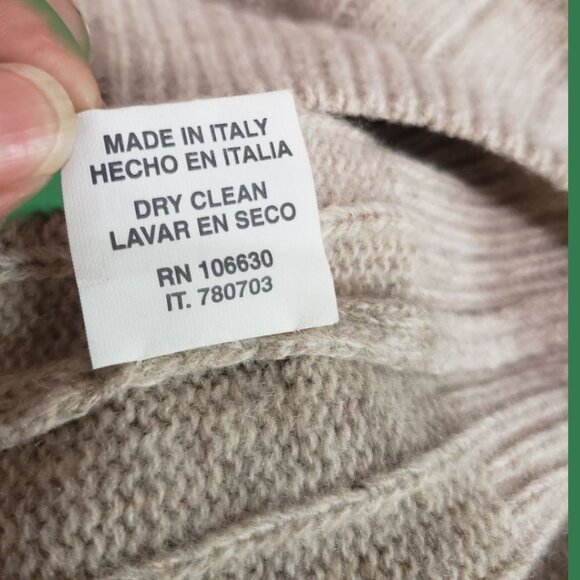 MADE IN ITALY
HECHO EN ITALIA
DRY CLEAN
LAVAR EN SECO
RN 106630
IT. 780703